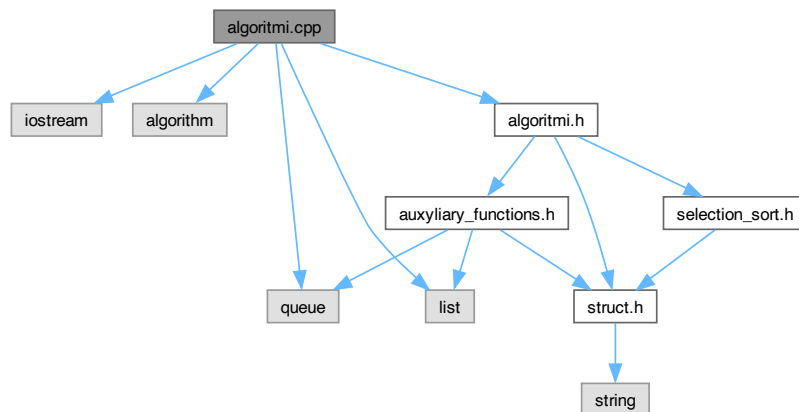 algoritmi.cpp
iostream
algorithm
algoritmi.h
auxyliary_functions.h
selection_sort.h
queue
list
struct.h
string